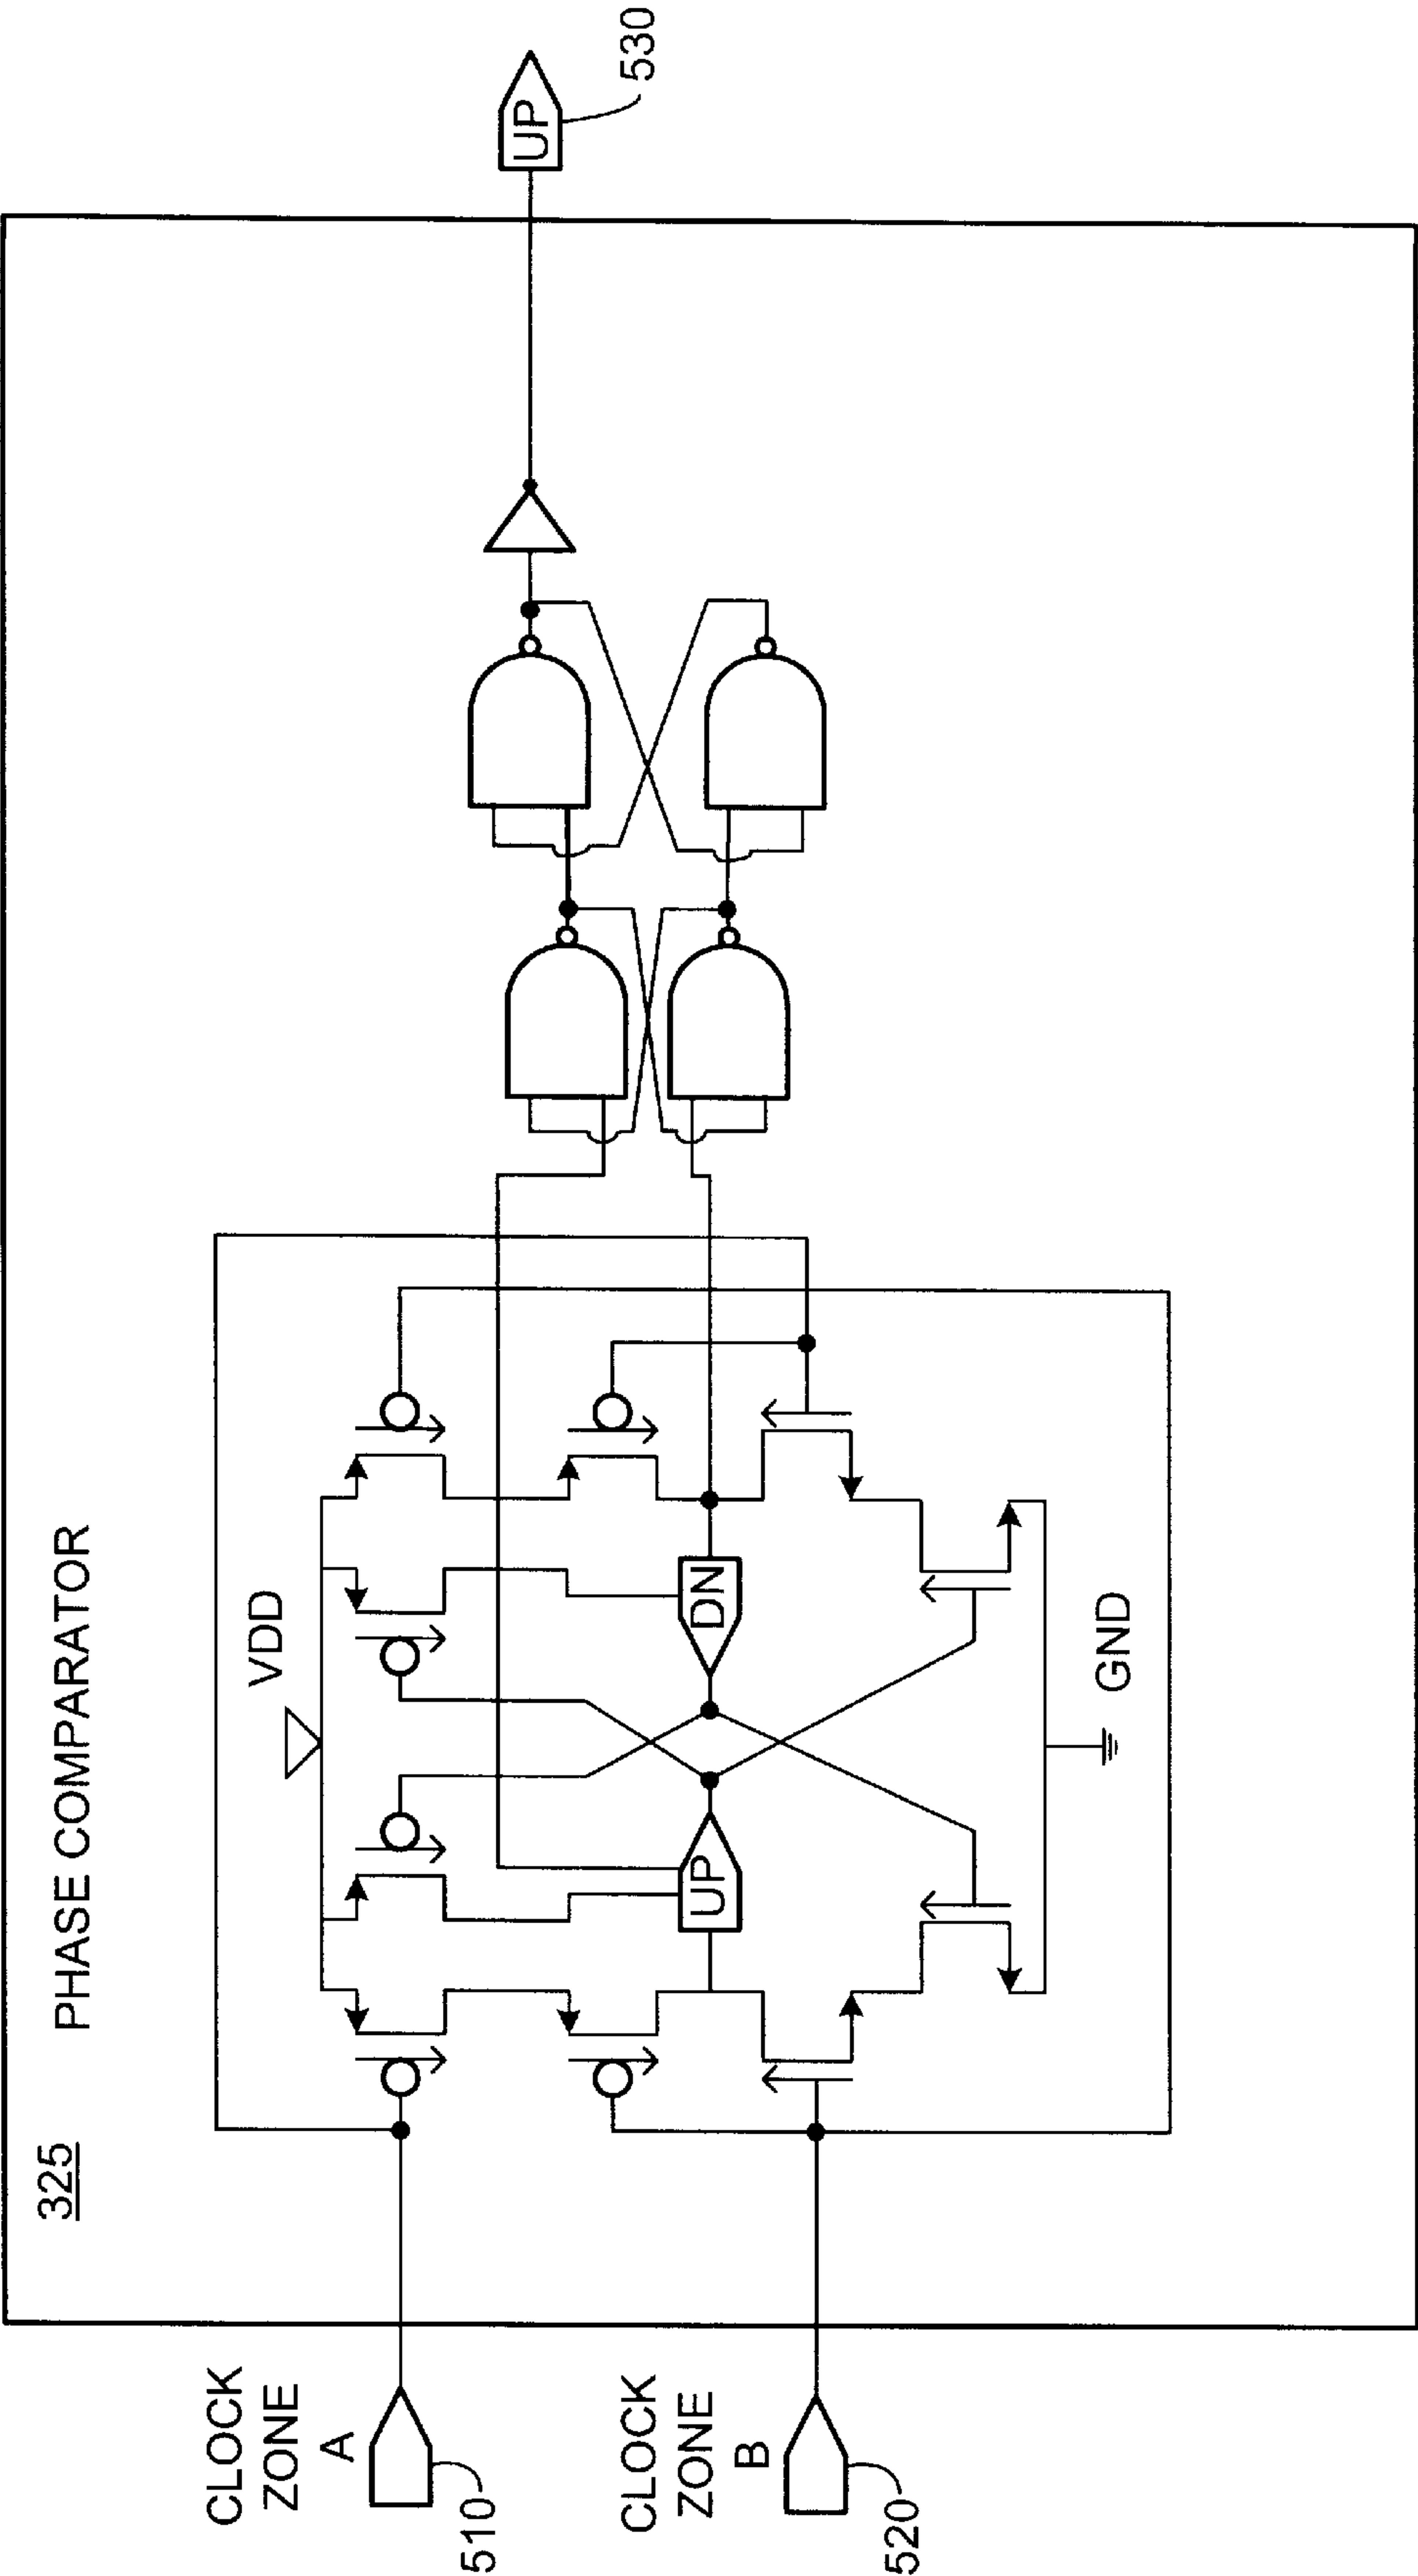 325 PHASE COMPARATOR
CLOCK
ZONE
A
510
CLOCK
ZONE
B
520
VDD
UP
DN
GND
UP
530